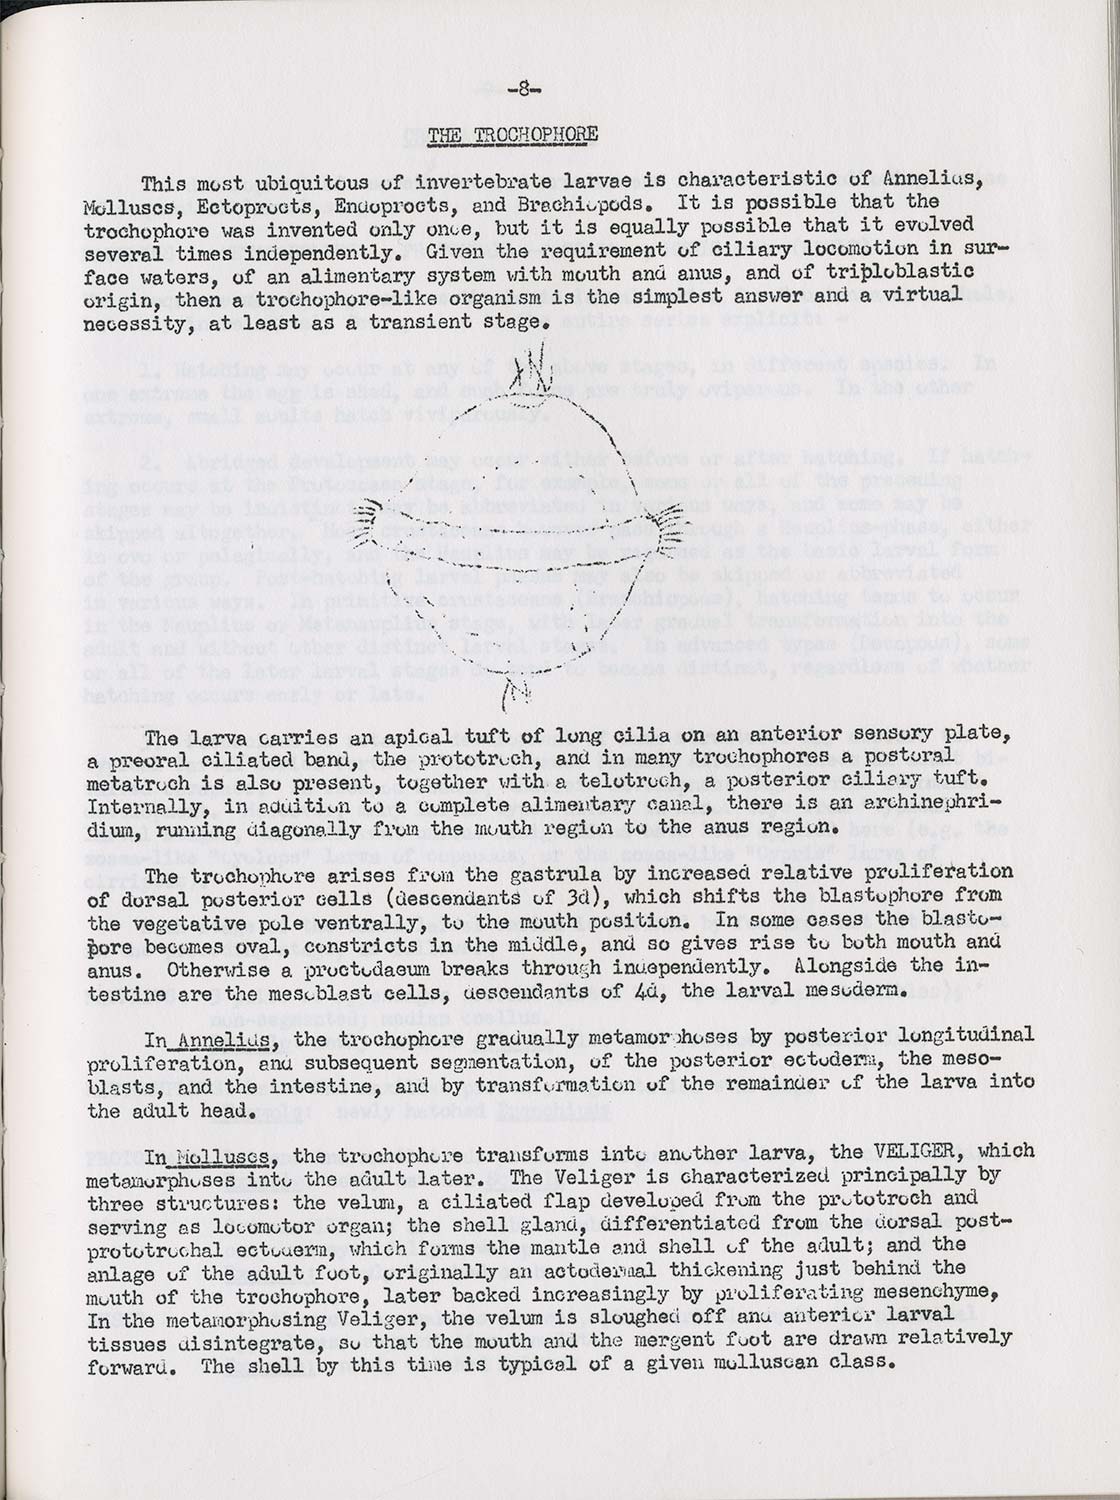 -8-
THE TROCHOPHORE
This most ubiquitous of invertebrate larvae is characteristic of Annelids,
Molluscs, Ectoprocts, Endoprocts, and Brachiopods. It is possible that the
trochophore was invented only once, but it is equally possible that it evolved
several times independently. Given the requirement of ciliary locomotion in sur-
face waters, of an alimentary system with mouth and anus, and of triploblastic
origin, then a trochophore-like organism is the simplest answer and a virtual
necessity, at least as a transient stage.
The larva carries an apical tuft of long cilia on an anterior sensory plate,
a preoral ciliated band, the prototroch, and in many trochophores a postoral
metatroch is also present, together with a telotroch, a posterior ciliary tuft.
Internally, in addition to a complete alimentary canal, there is an archinephri-
dium, running diagonally from the mouth region to the anus region.
The trochophore arises from the gastrula by increased relative proliferation
of dorsal posterior cells (descendants of 3d), which shifts the blastophore from
the vegetative pole ventrally, to the mouth position. In some cases the blasto-
pore becomes oval, constricts in the middle, and so gives rise to both mouth and
anus. Otherwise a proctodaeum breaks through independently. Alongside the in-
testine are the mesoblast cells, descendants of 4d, the larval mesoderm.
In Annelids, the trochophore gradually metamorphoses by posterior longitudinal
proliferation, and subsequent segmentation, of the posterior ectoderm, the meso-
blasts, and the intestine, and by transformation of the remainder of the larva into
the adult head.
In Molluscs, the trochophore transforms into another larva, the VELIGER, which
metamorphoses into the adult later. The Veliger is characterized principally by
three structures: the velum, a ciliated flap developed from the prototroch and
serving as locomotor organ; the shell gland, differentiated from the dorsal post-
prototrochal ectoderm, which forms the mantle and shell of the adult; and the
anlage of the adult foot, originally an actodermal thickening just behind the
mouth of the trochophore, later backed increasingly by proliferating mesenchyme,
In the metamorphosing Veliger, the velum is sloughed off and anterior larval
tissues disintegrate, so that the mouth and the mergent foot are drawn relatively
forward. The shell by this time is typical of a given molluscan class.